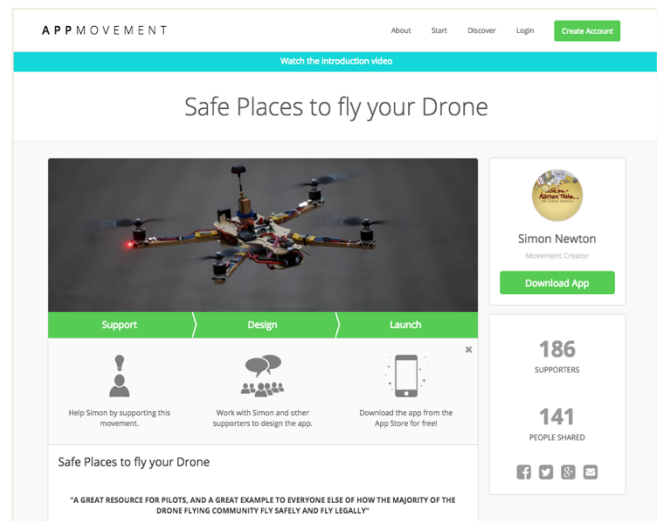 APPMOVEMENT
About Start Discover Login Create Account
Watch the introduction video
Safe Places to fly your Drone
Simon Newton
Movement Creator
Download App
Support Design Launch
Help Simon by supporting this
movement.
Work with Simon and other
supporters to design the app.
Download the app from the
App Store for free!
186
SUPPORTERS
141
PEOPLE SHARED
Safe Places to fly your Drone
"A GREAT RESOURCE FOR PILOTS, AND A GREAT EXAMPLE TO EVERYONE ELSE OF HOW THE MAJORITY OF THE
DRONE FLYING COMMUNITY FLY SAFELY AND FLY LEGALLY"